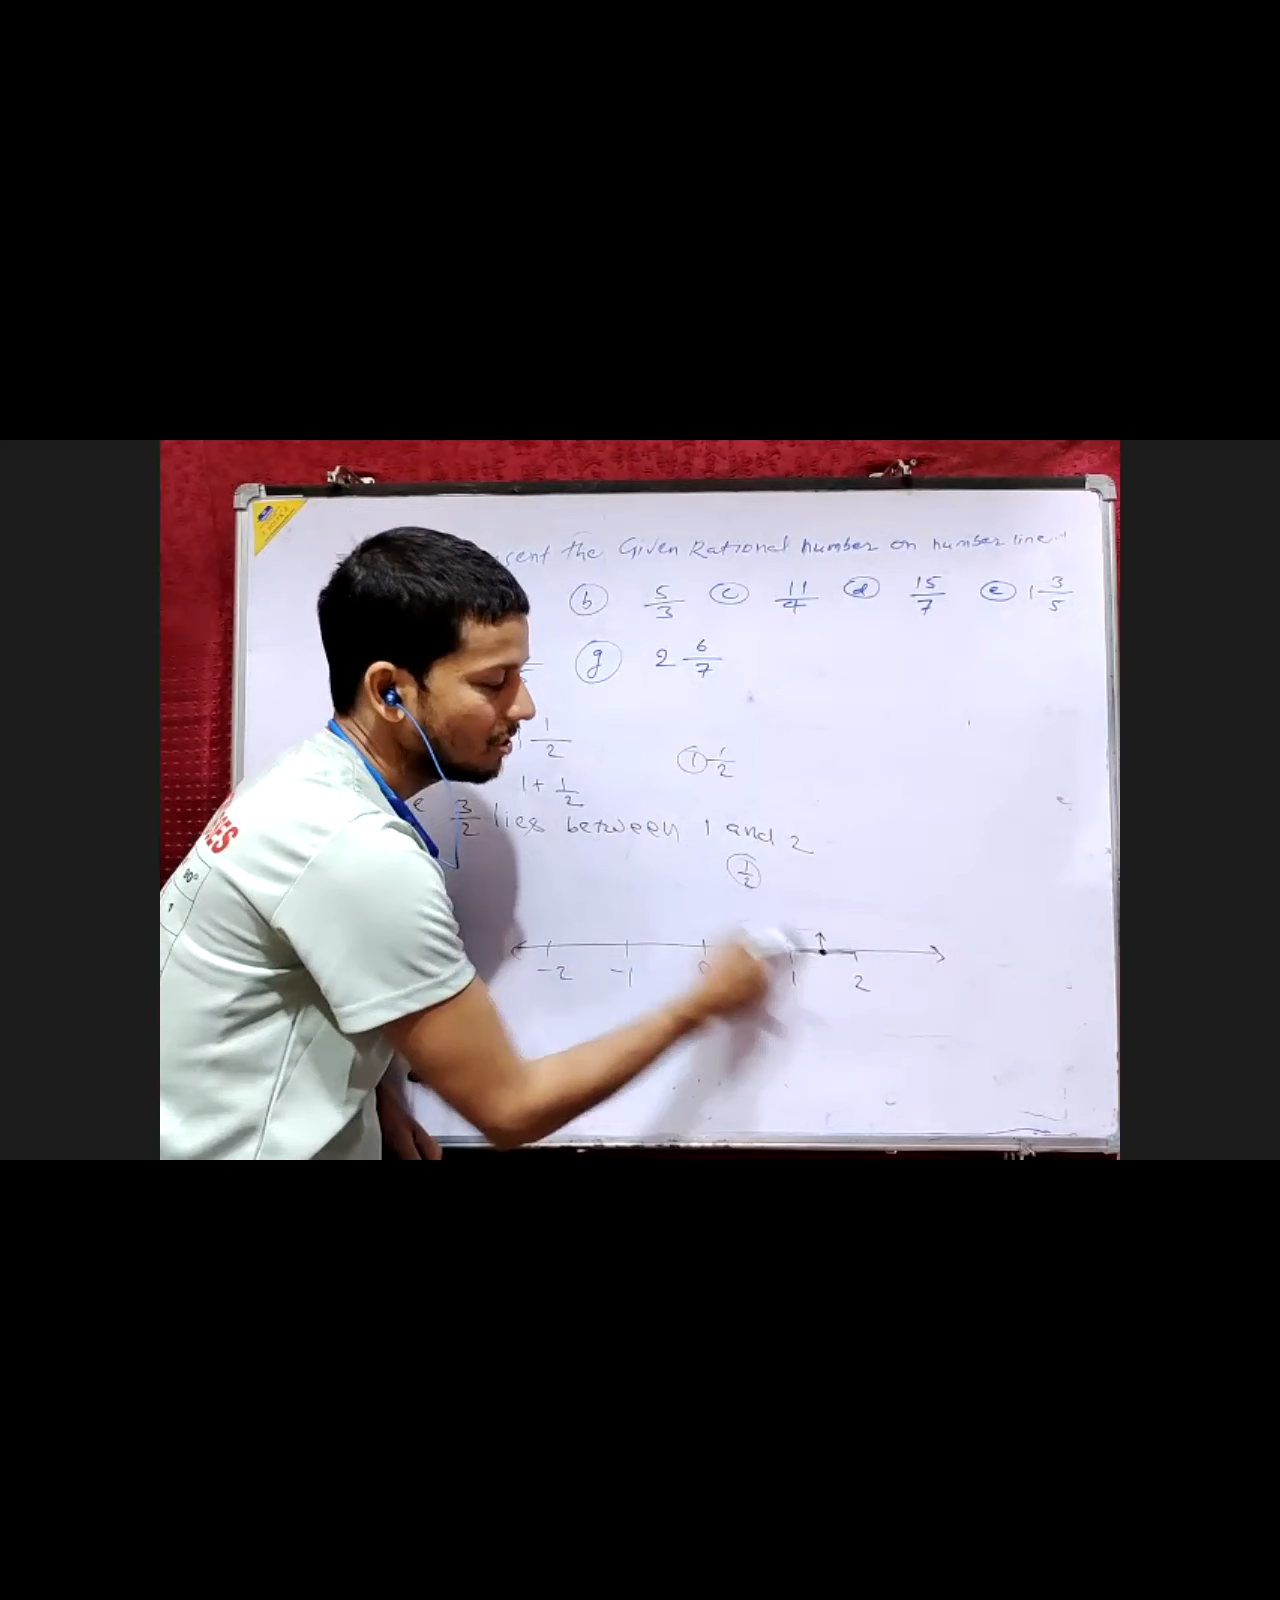 the Given Rational number on number line.
b 5/3 c 11/4 d 15/7 e 1 3/5
g 2 6/7
1 1/2
1 1/2
1 + 1/2
3/2 lies between 1 and 2
1/2
-2 -1 0 1 2
90°